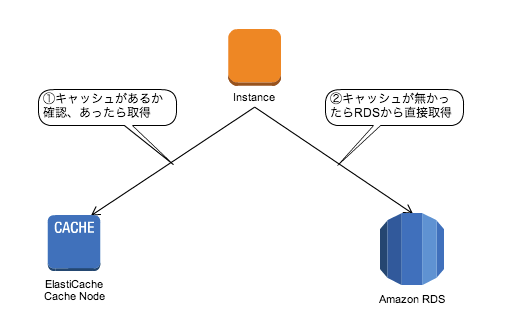 Instance
①キャッシュがあるか
確認、あったら取得
②キャッシュが無かっ
たらRDSから直接取得
CACHE
ElastiCache
Cache Node
Amazon RDS